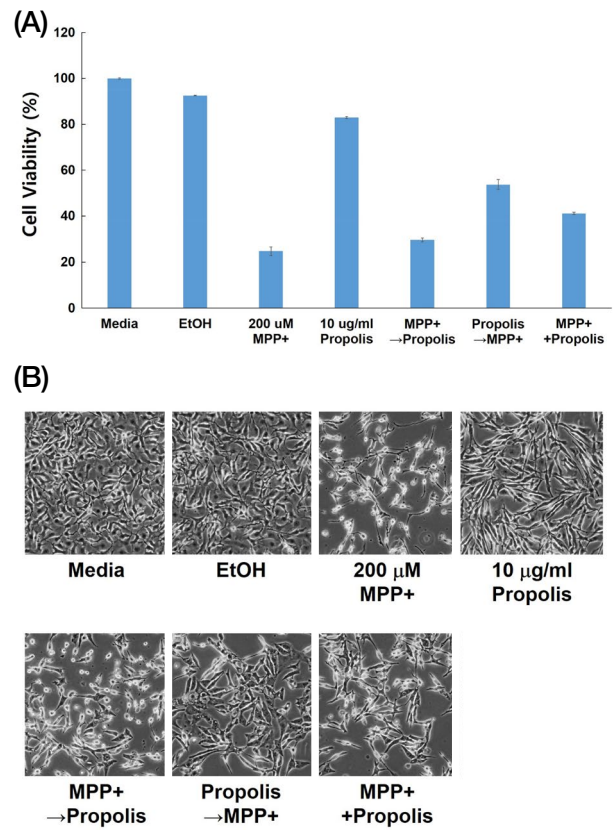 (A)
120
100
80
60
40
20
0
Cell Viability (%)
Media EtOH 200 uM MPP+ 10 ug/ml Propolis MPP+ →Propolis Propolis →MPP+ MPP+ +Propolis
(B)
Media EtOH 200 μM 10 μg/ml
MPP+ Propolis
MPP+ Propolis MPP+
→Propolis →MPP+ +Propolis